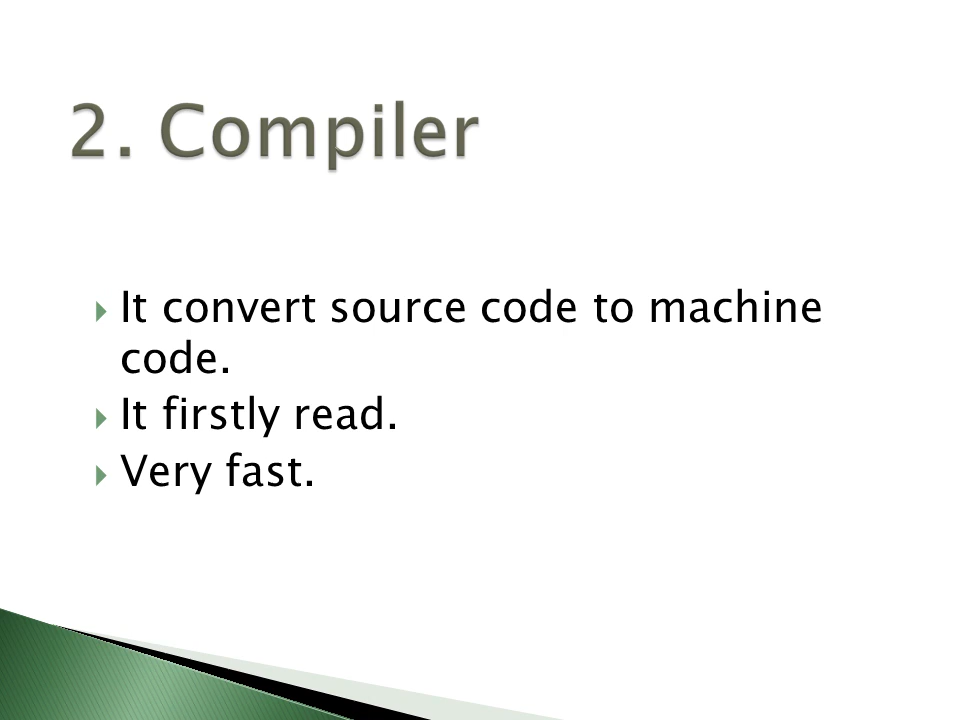 2. Compiler
It convert source code to machine
code.
It firstly read.
Very fast.